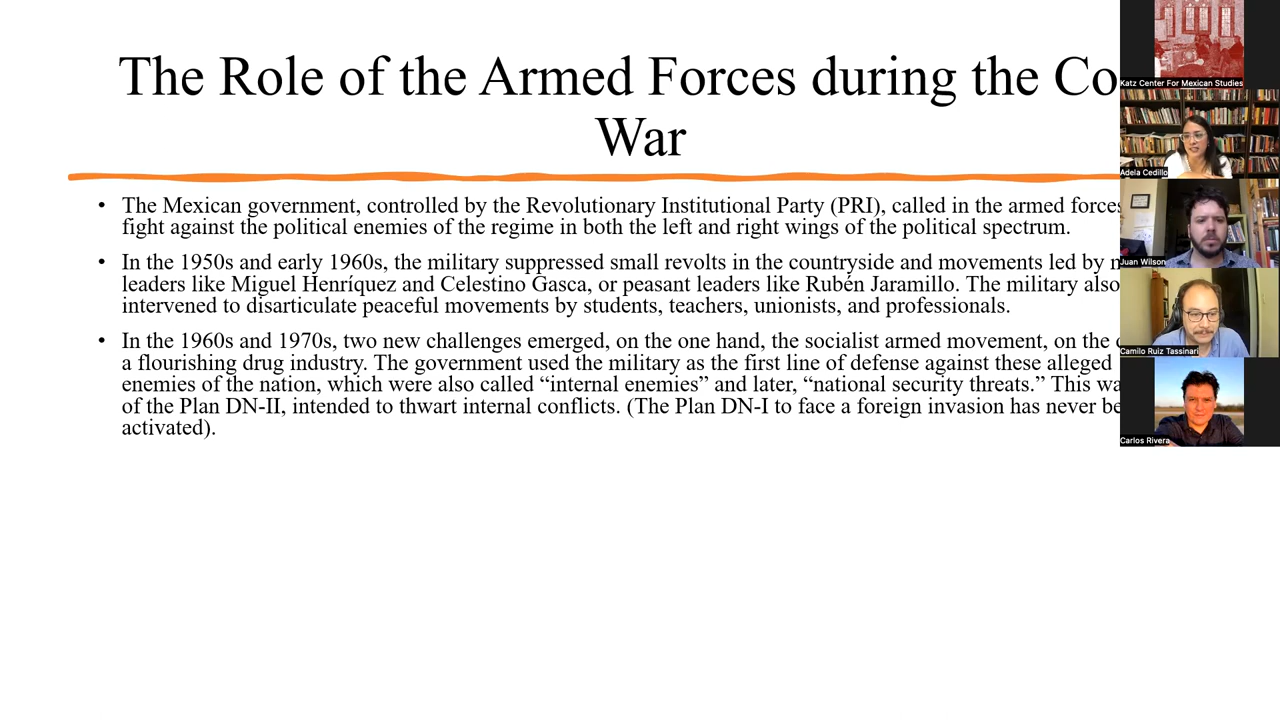 The Role of the Armed Forces during the Co
War
• The Mexican government, controlled by the Revolutionary Institutional Party (PRI), called in the armed forces
fight against the political enemies of the regime in both the left and right wings of the political spectrum.
• In the 1950s and early 1960s, the military suppressed small revolts in the countryside and movements led by
leaders like Miguel Henríquez and Celestino Gasca, or peasant leaders like Rubén Jaramillo. The military also
intervened to disarticulate peaceful movements by students, teachers, unionists, and professionals.
• In the 1960s and 1970s, two new challenges emerged, on the one hand, the socialist armed movement, on the
a flourishing drug industry. The government used the military as the first line of defense against these alleged
enemies of the nation, which were also called “internal enemies” and later, “national security threats.” This wa
of the Plan DN-II, intended to thwart internal conflicts. (The Plan DN-I to face a foreign invasion has never be
activated).
Katz Center For Mexican Studies
Adela Cedillo
Juan Wilson
Camilo Ruiz Tassinari
Carlos Rivera